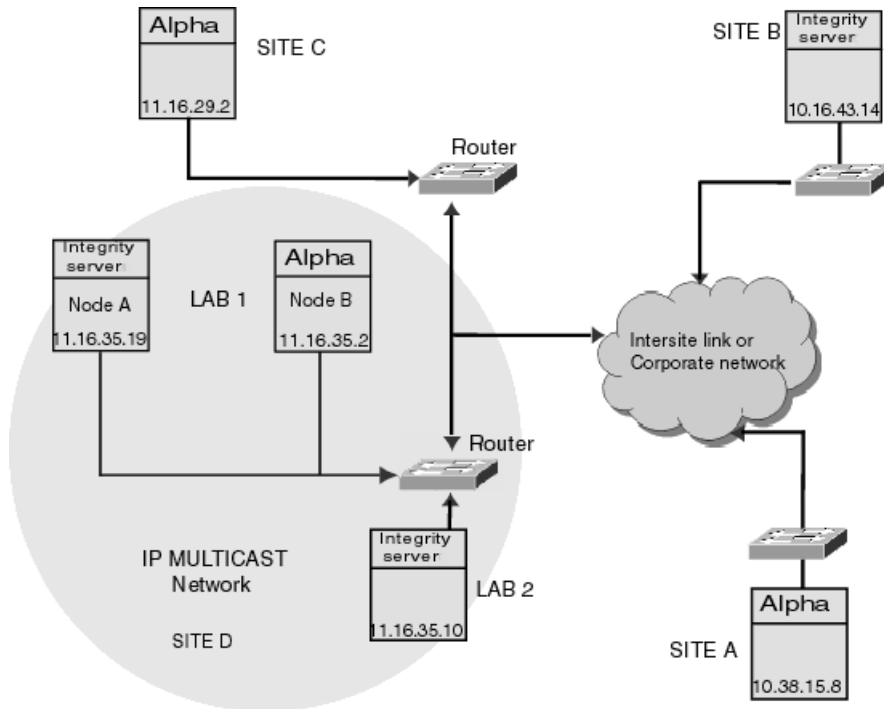 Alpha
11.16.29.2
SITE C
SITE B
Integrity
server
10.16.43.14
Router
Integrity
server
Node A
11.16.35.19
LAB 1
Alpha
Node B
11.16.35.2
Intersite link or
Corporate network
Router
IP MULTICAST
Network
SITE D
Integrity
server
11.16.35.10
LAB 2
SITE A
Alpha
10.38.15.8